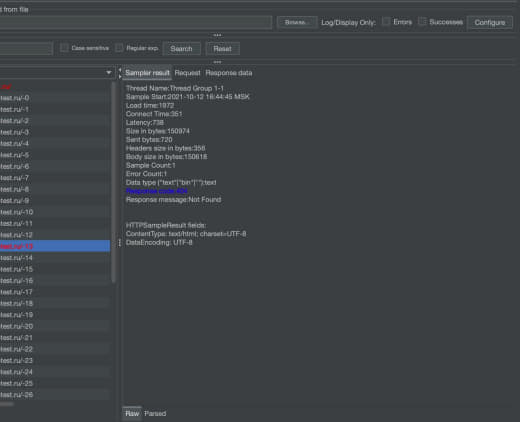 d from file
Browse... Log/Display Only: Errors Successes Configure
Case sensitive Regular exp. Search Reset
Sampler result Request Response data
Thread Name:Thread Group 1-1
Sample Start:2021-10-12 16:44:45 MSK
Load time:1972
Connect Time:351
Latency:738
Size in bytes:150974
Sent bytes:720
Headers size in bytes:356
Body size in bytes:150618
Sample Count:1
Error Count:1
Data type ("text"|"bin"|""):text
Response code:404
Response message:Not Found
HTTPSampleResult fields:
ContentType: text/html; charset=UTF-8
DataEncoding: UTF-8
test.ru/-0
test.ru/-1
test.ru/-2
test.ru/-3
test.ru/-4
test.ru/-5
test.ru/-6
test.ru/-7
test.ru/-8
test.ru/-9
test.ru/-10
test.ru/-11
test.ru/-12
test.ru/-13
test.ru/-14
test.ru/-15
test.ru/-16
test.ru/-17
test.ru/-18
test.ru/-19
test.ru/-20
test.ru/-21
test.ru/-22
test.ru/-23
test.ru/-24
test.ru/-25
test.ru/-26
Raw Parsed